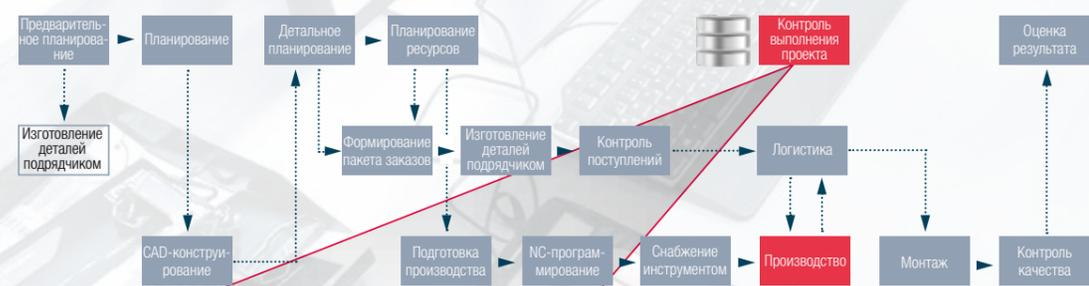 Предваритель-
ное планирова-
ние
Планирование
Детальное
планирование
Планирование
ресурсов
Контроль
выполнения
проекта
Оценка
результата
Изготовление
деталей
подрядчиком
Формирование
пакета заказов
Изготовление
деталей
подрядчиком
Контроль
поступлений
Логистика
CAD-конструи-
рование
Подготовка
производства
NC-програм-
мирование
Снабжение
инструментом
Производство
Монтаж
Контроль
качества